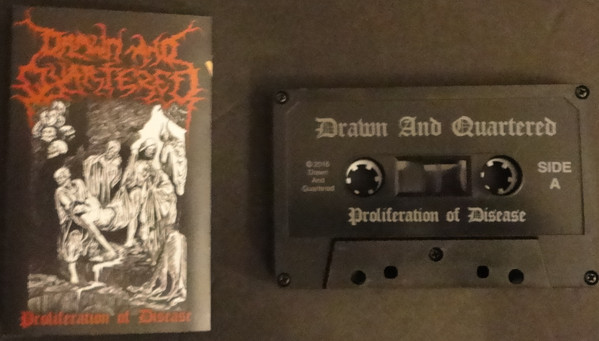 Drawn And
Quartered
Proliferation of Disease
Drawn And Quartered
©2016
Drawn
And
Quartered
SIDE
A
Proliferation of Disease